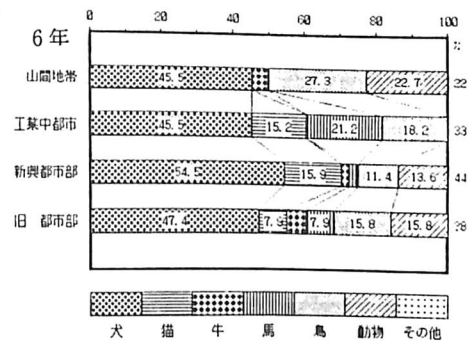 0 20 40 60 80 100
%
6年
山間地帯 45.5 27.3 22.7 22
工業中都市 45.5 15.2 21.2 18.2 33
新興都市部 54.5 15.9 11.4 13.6 44
旧 都市部 47.4 7.9 7.9 15.8 15.8 38
犬 猫 牛 馬 鳥 動物 その他